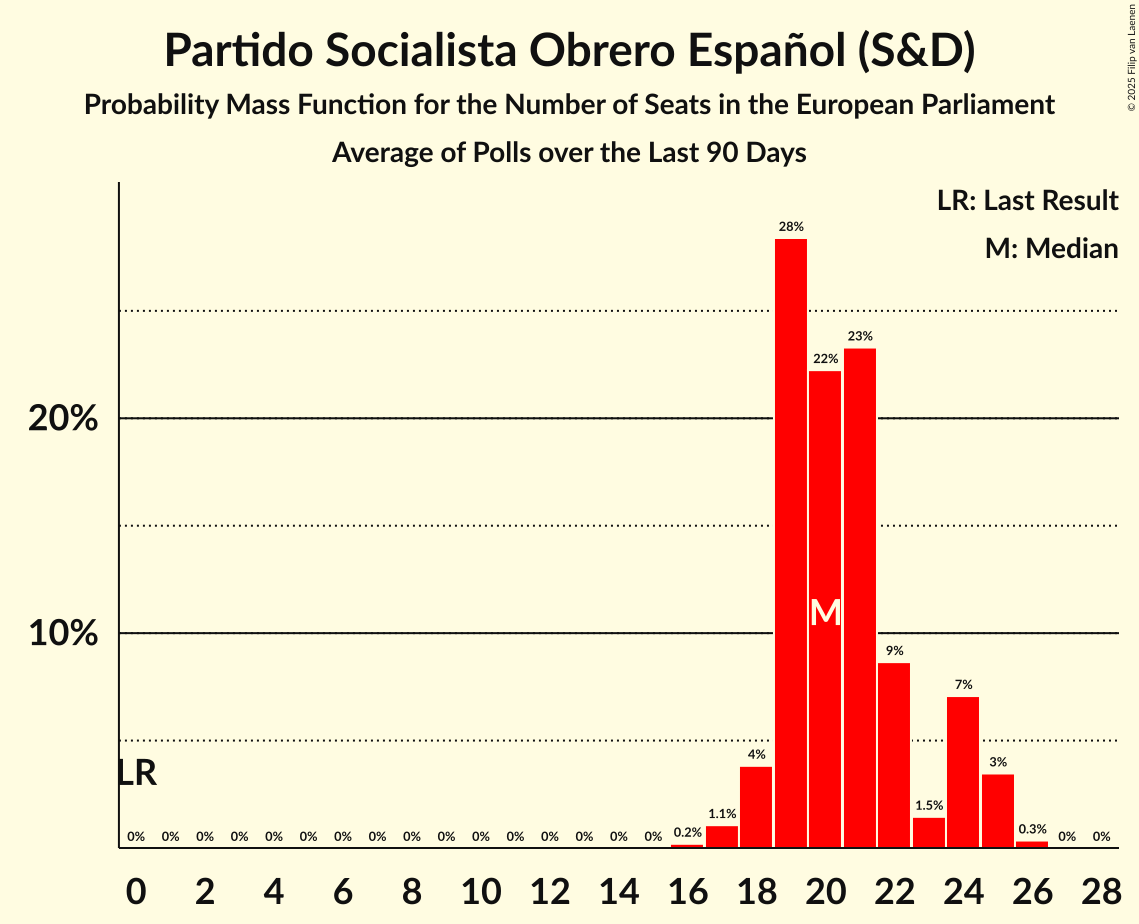 Partido Socialista Obrero Español (S&D)
Probability Mass Function for the Number of Seats in the European Parliament
Average of Polls over the Last 90 Days
© 2025 Filip van Laenen
LR: Last Result
M: Median
28%
23%
22%
20%
M
10%
9%
7%
4%
3%
LR
1.5%
1.1%
0% 0% 0% 0% 0% 0% 0% 0% 0% 0% 0% 0% 0% 0% 0% 0% 0.2% 0.3% 0% 0%
0 2 4 6 8 10 12 14 16 18 20 22 24 26 28